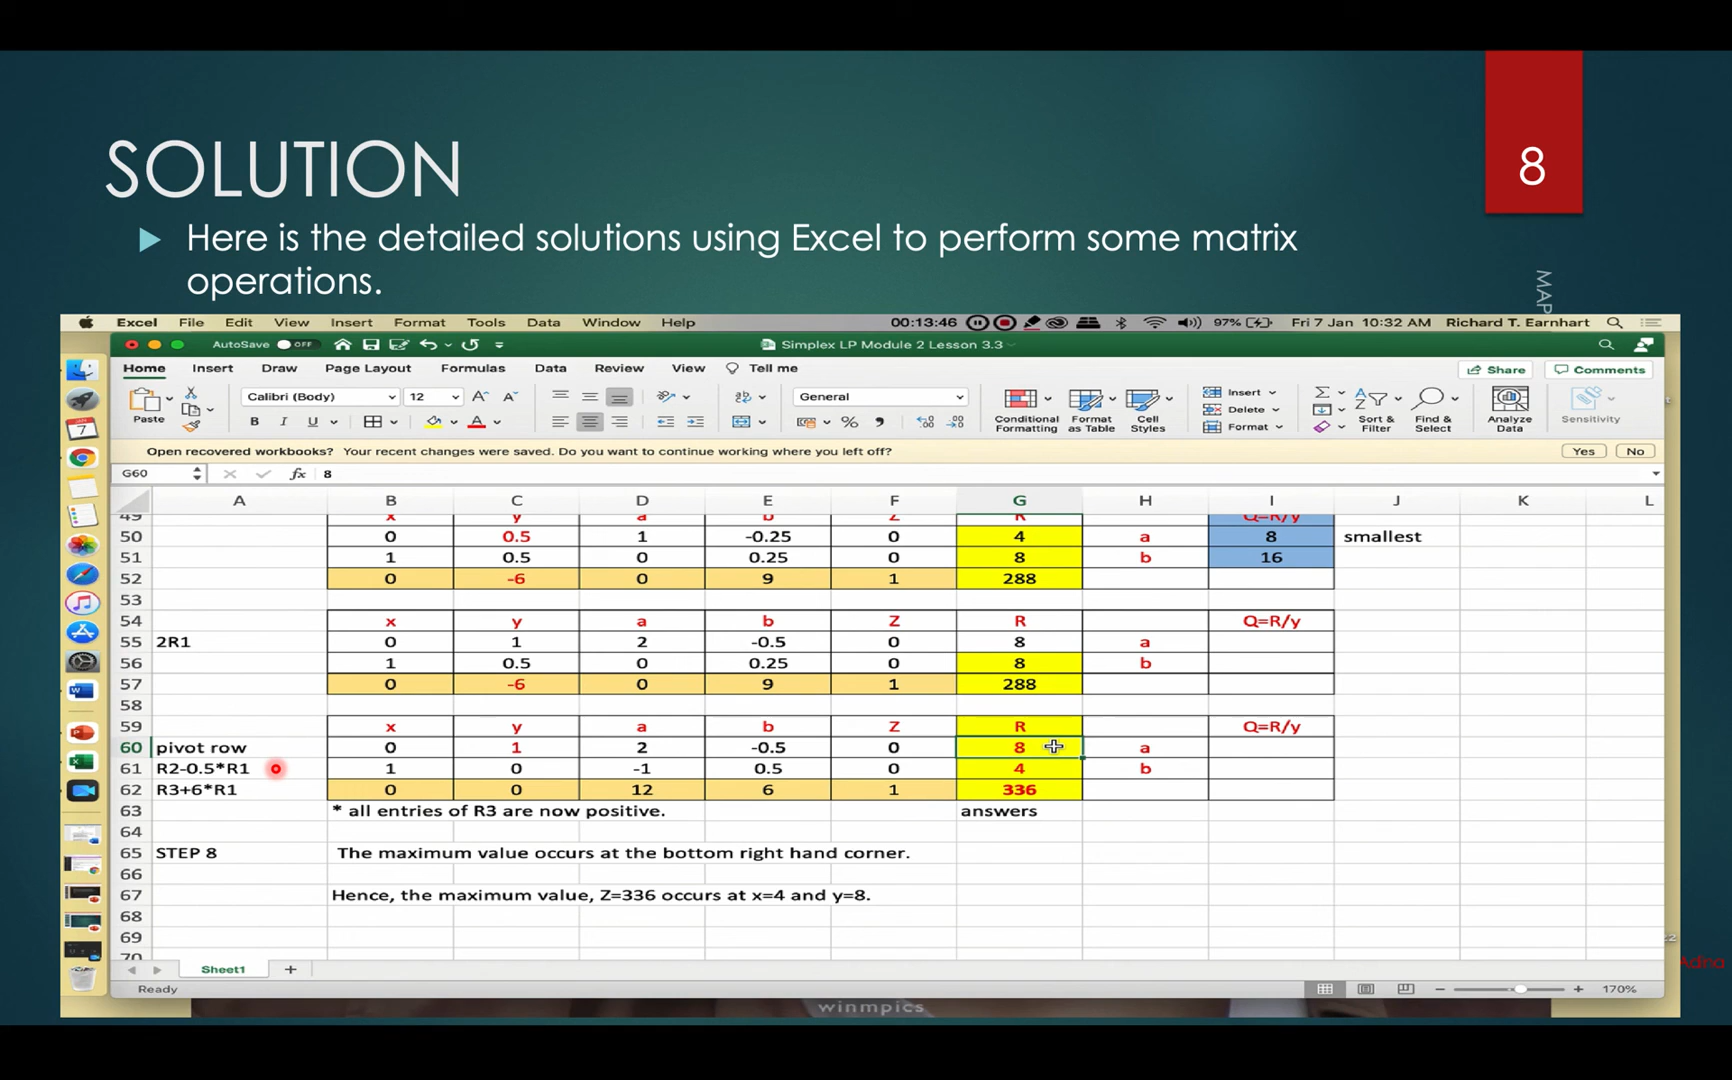 8
SOLUTION
Here is the detailed solutions using Excel to perform some matrix
operations.
MAP
Excel File Edit View Insert Format Tools Data Window Help 00:13:46 97% Fri 7 Jan 10:32 AM Richard T. Earnhart
AutoSave OFF Simplex LP Module 2 Lesson 3.3
Home Insert Draw Page Layout Formulas Data Review View Tell me Share Comments
Paste Calibri (Body) 12 A^ A˅ General Conditional Formatting Format as Table Cell Styles Insert Delete Format Sort & Filter Find & Select Analyze Data Sensitivity
B I U A % ,
Open recovered workbooks? Your recent changes were saved. Do you want to continue working where you left off? Yes No
G60 fx 8
A B C D E F G H I J K L
49 x y a b Z R Q=R/y
50 0 0.5 1 -0.25 0 4 a 8 smallest
51 1 0.5 0 0.25 0 8 b 16
52 0 -6 0 9 1 288
53
54 x y a b Z R Q=R/y
55 2R1 0 1 2 -0.5 0 8 a
56 1 0.5 0 0.25 0 8 b
57 0 -6 0 9 1 288
58
59 x y a b Z R Q=R/y
60 pivot row 0 1 2 -0.5 0 8 a
61 R2-0.5*R1 1 0 -1 0.5 0 4 b
62 R3+6*R1 0 0 12 6 1 336
63 * all entries of R3 are now positive. answers
64
65 STEP 8 The maximum value occurs at the bottom right hand corner.
66
67 Hence, the maximum value, Z=336 occurs at x=4 and y=8.
68
69
70
Sheet1
Ready 170%
winmpics